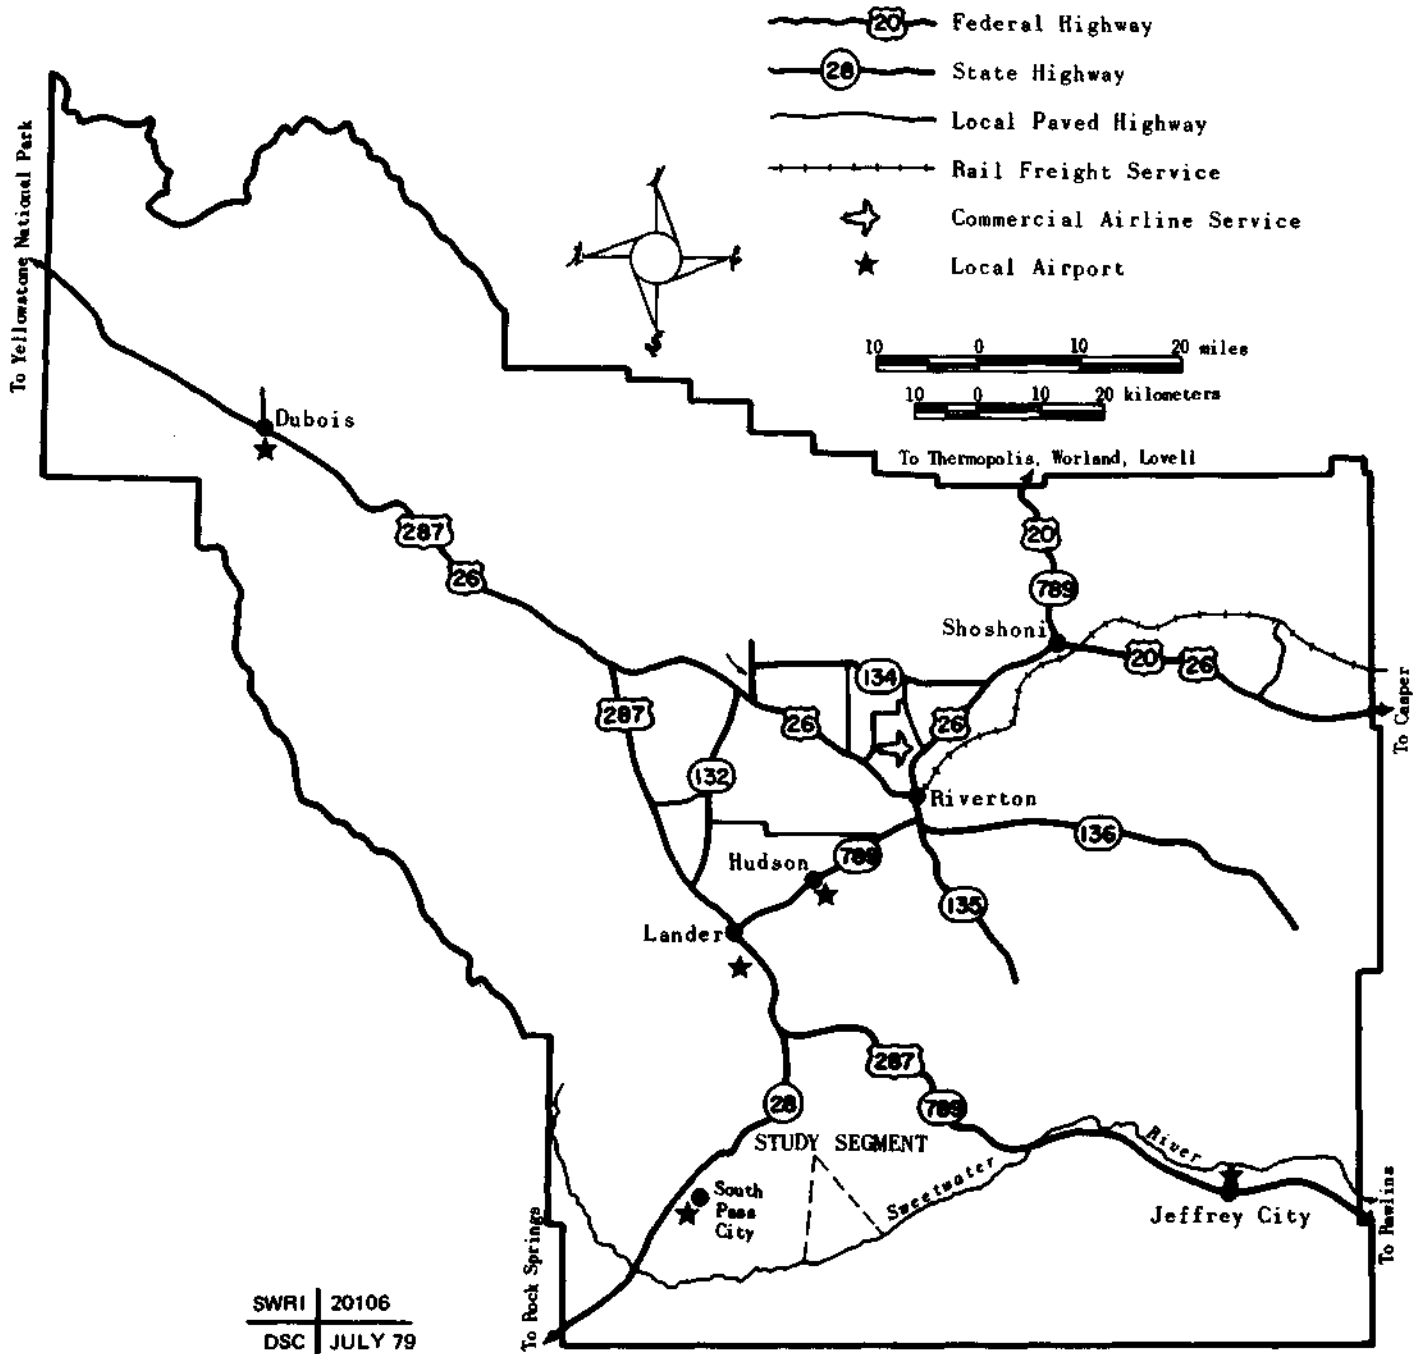 20 Federal Highway
28 State Highway
Local Paved Highway
Rail Freight Service
Commercial Airline Service
Local Airport
10 0 10 20 miles
10 0 10 20 kilometers
To Yellowstone National Park
Dubois
To Thermopolis, Worland, Lovell
287
20
26
789
Shoshoni
134
20
26
287
26
26
To Casper
132
Riverton
136
Hudson
789
135
Lander
287
28
789
STUDY SEGMENT
River
Sweetwater
South
Pass
City
Jeffrey City
To Rawlins
To Rock Springs
SWRI 20106
DSC JULY 79